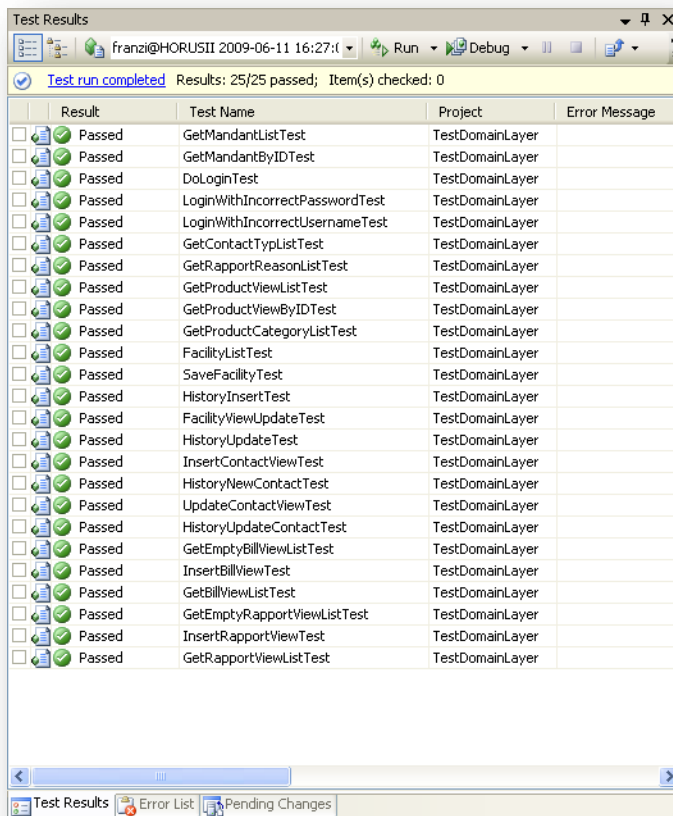 Test Results
franzi@HORUSII 2009-06-11 16:27:( Run Debug
Test run completed Results: 25/25 passed; Item(s) checked: 0
Result Test Name Project Error Message
Passed GetMandantListTest TestDomainLayer
Passed GetMandantByIDTest TestDomainLayer
Passed DoLoginTest TestDomainLayer
Passed LoginWithIncorrectPasswordTest TestDomainLayer
Passed LoginWithIncorrectUsernameTest TestDomainLayer
Passed GetContactTypListTest TestDomainLayer
Passed GetRapportReasonListTest TestDomainLayer
Passed GetProductViewListTest TestDomainLayer
Passed GetProductViewByIDTest TestDomainLayer
Passed GetProductCategoryListTest TestDomainLayer
Passed FacilityListTest TestDomainLayer
Passed SaveFacilityTest TestDomainLayer
Passed HistoryInsertTest TestDomainLayer
Passed FacilityViewUpdateTest TestDomainLayer
Passed HistoryUpdateTest TestDomainLayer
Passed InsertContactViewTest TestDomainLayer
Passed HistoryNewContactTest TestDomainLayer
Passed UpdateContactViewTest TestDomainLayer
Passed HistoryUpdateContactTest TestDomainLayer
Passed GetEmptyBillViewListTest TestDomainLayer
Passed InsertBillViewTest TestDomainLayer
Passed GetBillViewListTest TestDomainLayer
Passed GetEmptyRapportViewListTest TestDomainLayer
Passed InsertRapportViewTest TestDomainLayer
Passed GetRapportViewListTest TestDomainLayer
Test Results Error List Pending Changes